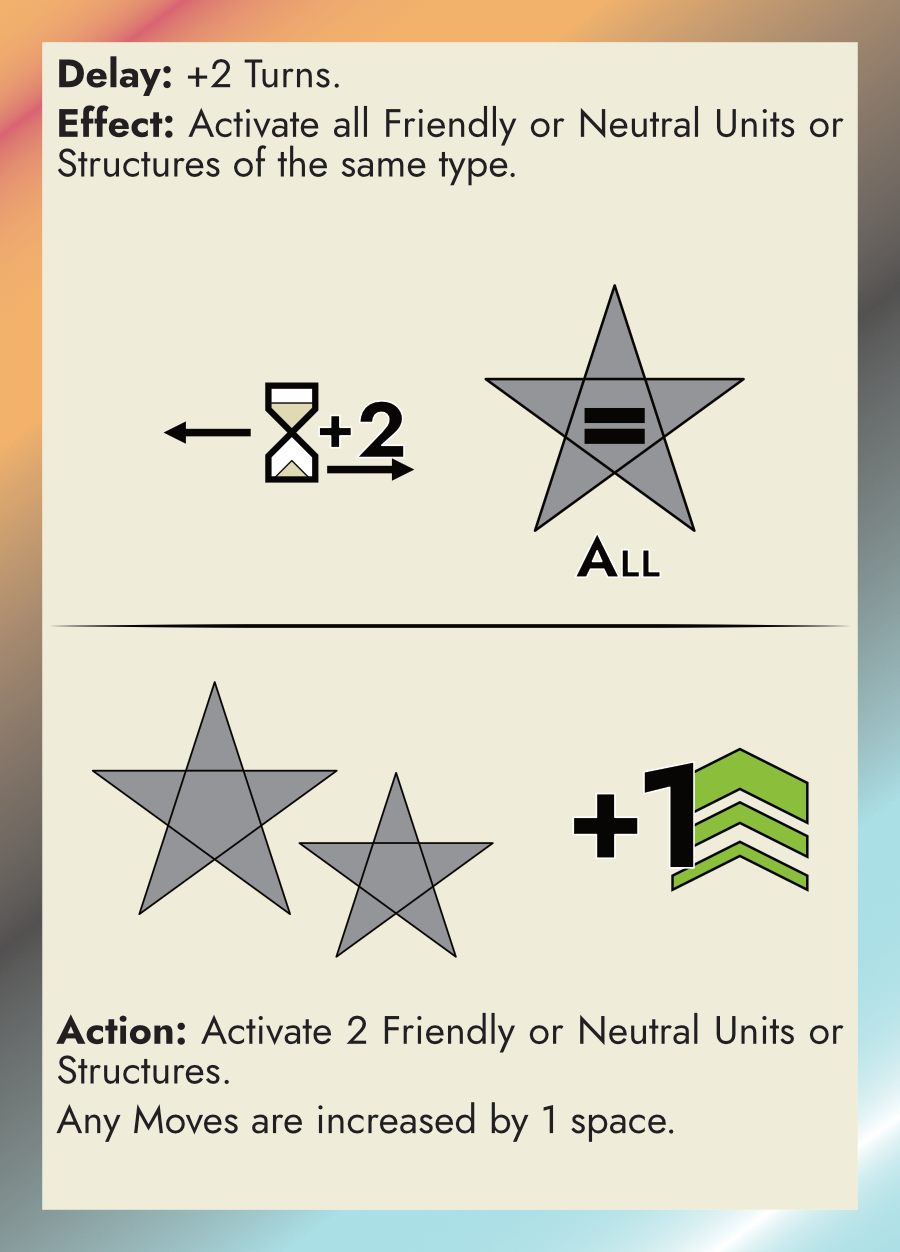 Delay: +2 Turns.
Effect: Activate all Friendly or Neutral Units or
Structures of the same type.
+2
=
ALL
+1
Action: Activate 2 Friendly or Neutral Units or
Structures.
Any Moves are increased by 1 space.